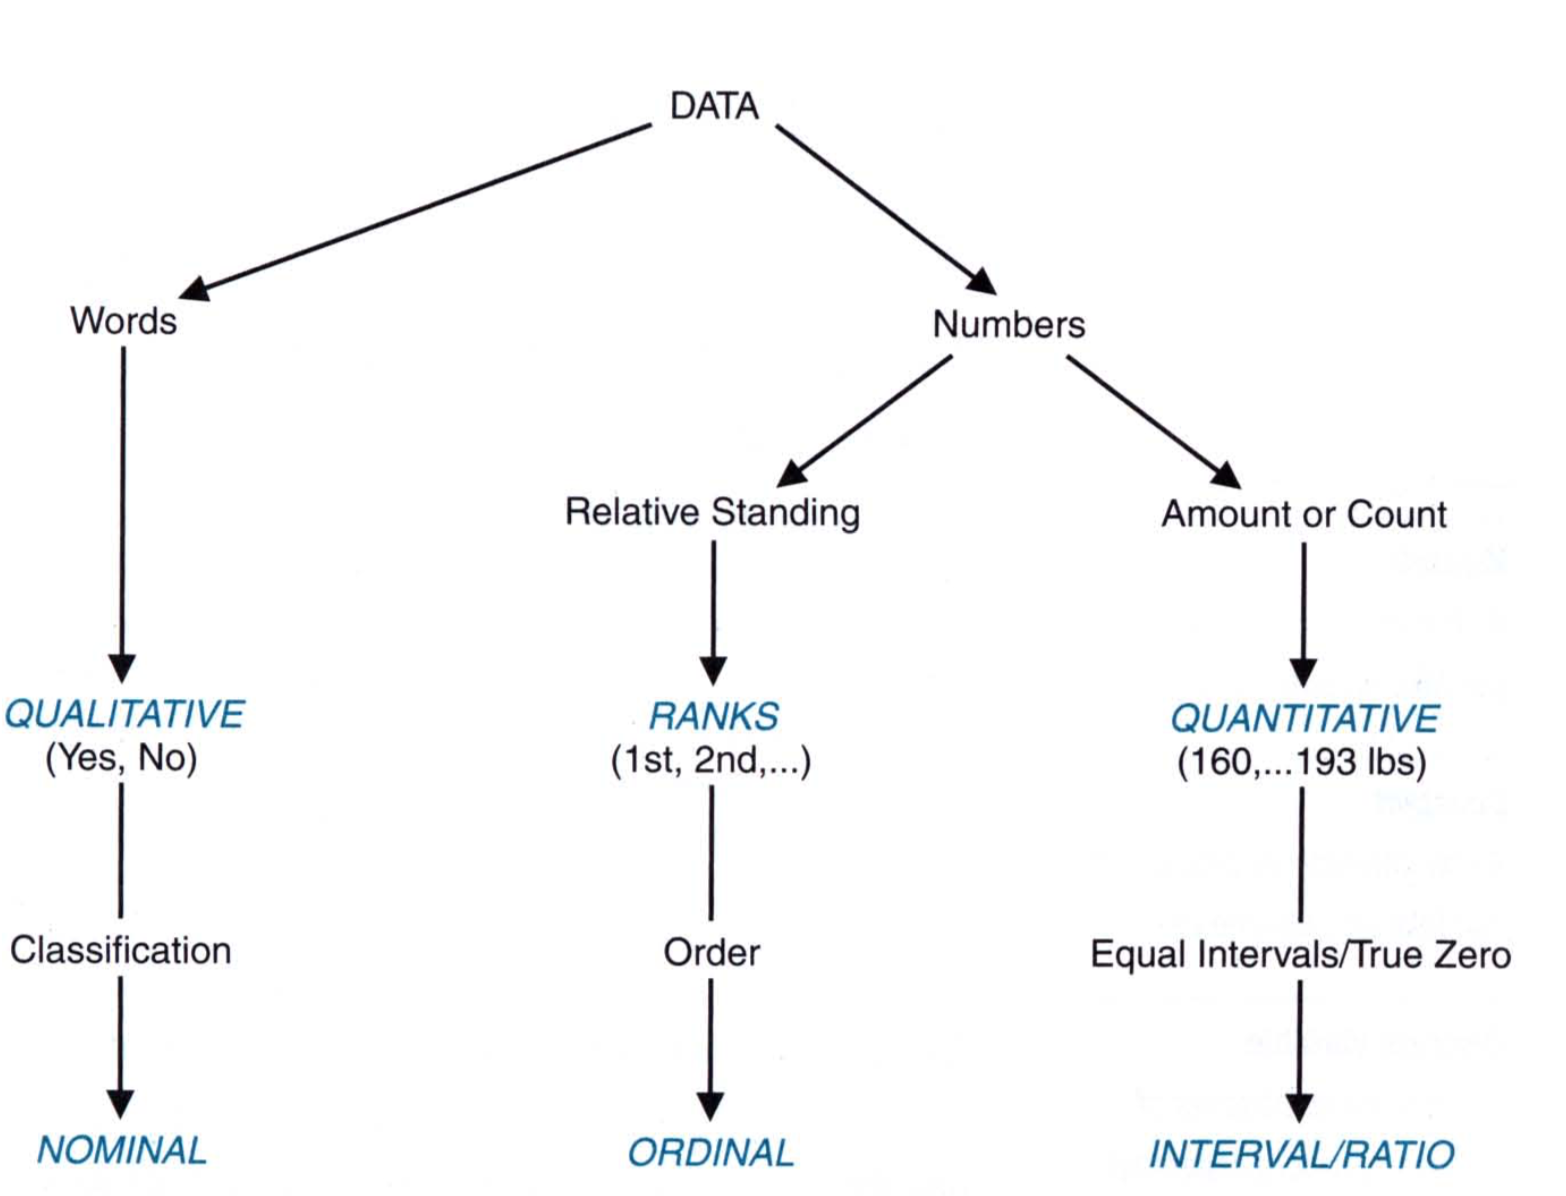 DATA
Words
Numbers
Relative Standing
Amount or Count
QUALITATIVE
(Yes, No)
RANKS
(1st, 2nd,...)
QUANTITATIVE
(160,...193 lbs)
Classification
Order
Equal Intervals/True Zero
NOMINAL
ORDINAL
INTERVAL/RATIO